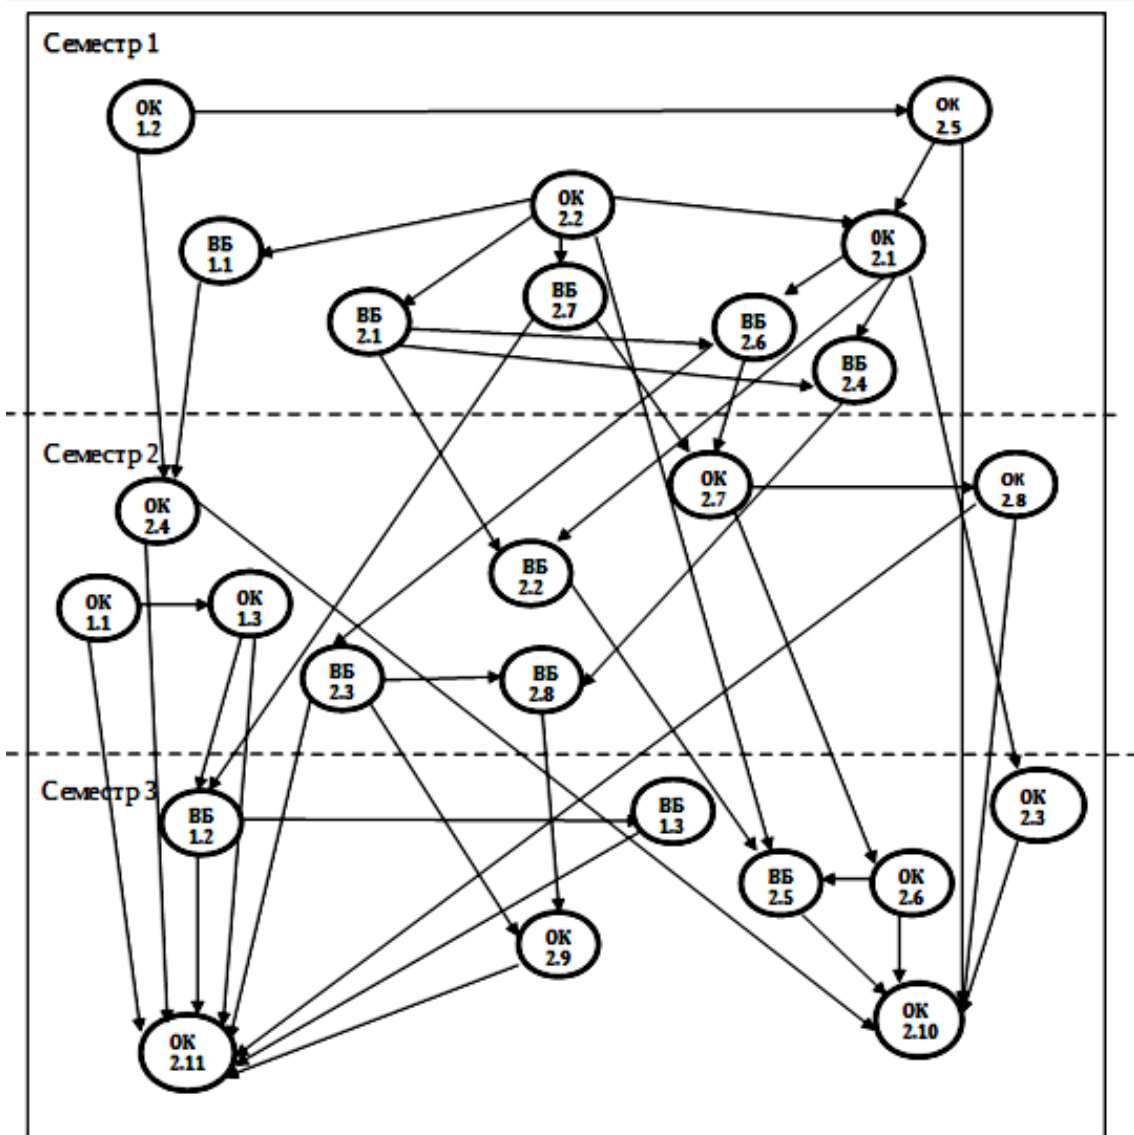 Семестр 1
ОК
1.2
ОК
2.5
ОК
2.2
ОК
2.1
ВБ
1.1
ВБ
2.7
ВБ
2.1
ВБ
2.6
ВБ
2.4
Семестр 2
ОК
2.7
ОК
2.8
ОК
2.4
ВБ
2.2
ОК
1.1
ОК
1.3
ВБ
2.3
ВБ
2.8
Семестр 3
ВБ
1.2
ВБ
1.3
ОК
2.3
ВБ
2.5
ОК
2.6
ОК
2.9
ОК
2.10
ОК
2.11